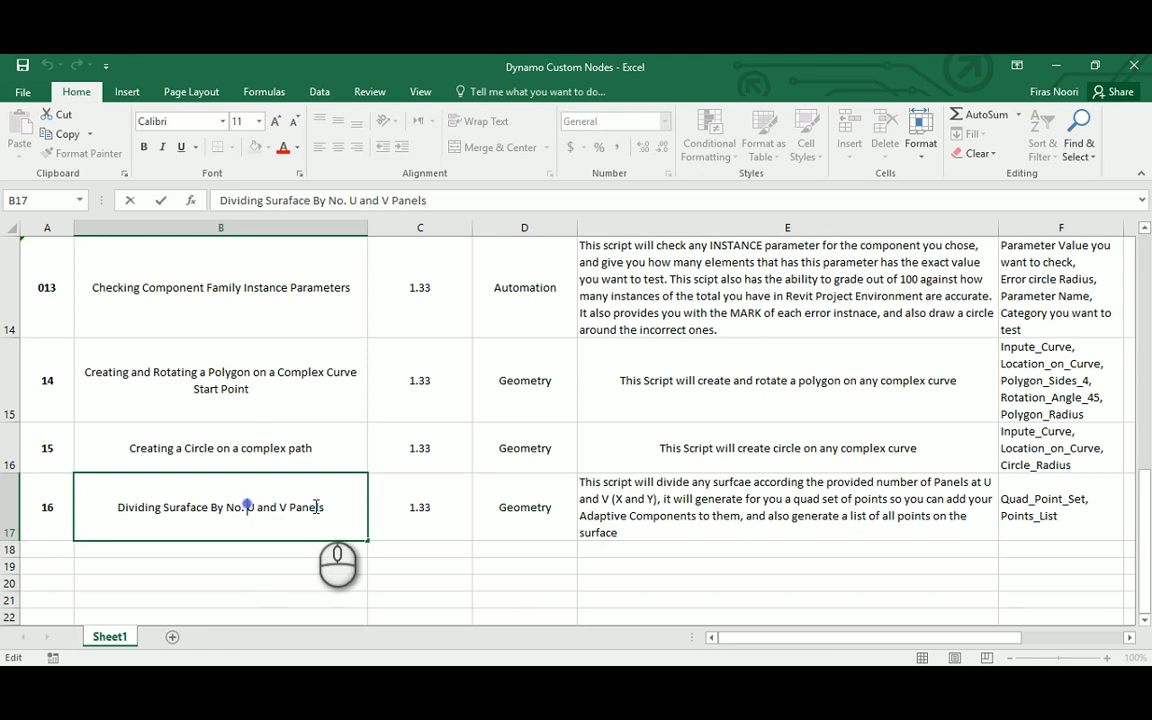 Dynamo Custom Nodes - Excel
File Home Insert Page Layout Formulas Data Review View Tell me what you want to do... Firas Noori Share
Cut
Copy
Format Painter
Paste
Clipboard
Calibri 11
B I U
Font
Wrap Text
Merge & Center
Alignment
General
$ % ,
Number
Conditional Formatting
Format as Table
Cell Styles
Styles
Insert Delete Format
Cells
AutoSum
Fill
Clear
Sort & Filter
Find & Select
Editing
B17 fx Dividing Suraface By No. U and V Panels
A B C D E F
14
013
Checking Component Family Instance Parameters
1.33
Automation
This script will check any INSTANCE parameter for the component you chose,
and give you how many elements that has this parameter has the exact value
you want to test. This scipt also has the ability to grade out of 100 against how
many instances of the total you have in Revit Project Environment are accurate.
It also provides you with the MARK of each error instnace, and also draw a circle
around the incorrect ones.
Parameter Value you
want to check,
Error circle Radius,
Parameter Name,
Category you want to
test
15
14
Creating and Rotating a Polygon on a Complex Curve
Start Point
1.33
Geometry
This Script will create and rotate a polygon on any complex curve
Inpute_Curve,
Location_on_Curve,
Polygon_Sides_4,
Rotation_Angle_45,
Polygon_Radius
16
15
Creating a Circle on a complex path
1.33
Geometry
This Script will create circle on any complex curve
Inpute_Curve,
Location_on_Curve,
Circle_Radius
17
16
Dividing Suraface By No. U and V Panels
1.33
Geometry
This script will divide any surfcae according the provided number of Panels at U
and V (X and Y), it will generate for you a quad set of points so you can add your
Adaptive Components to them, and also generate a list of all points on the
surface
Quad_Point_Set,
Points_List
18
19
20
21
22
Sheet1
Edit
100%